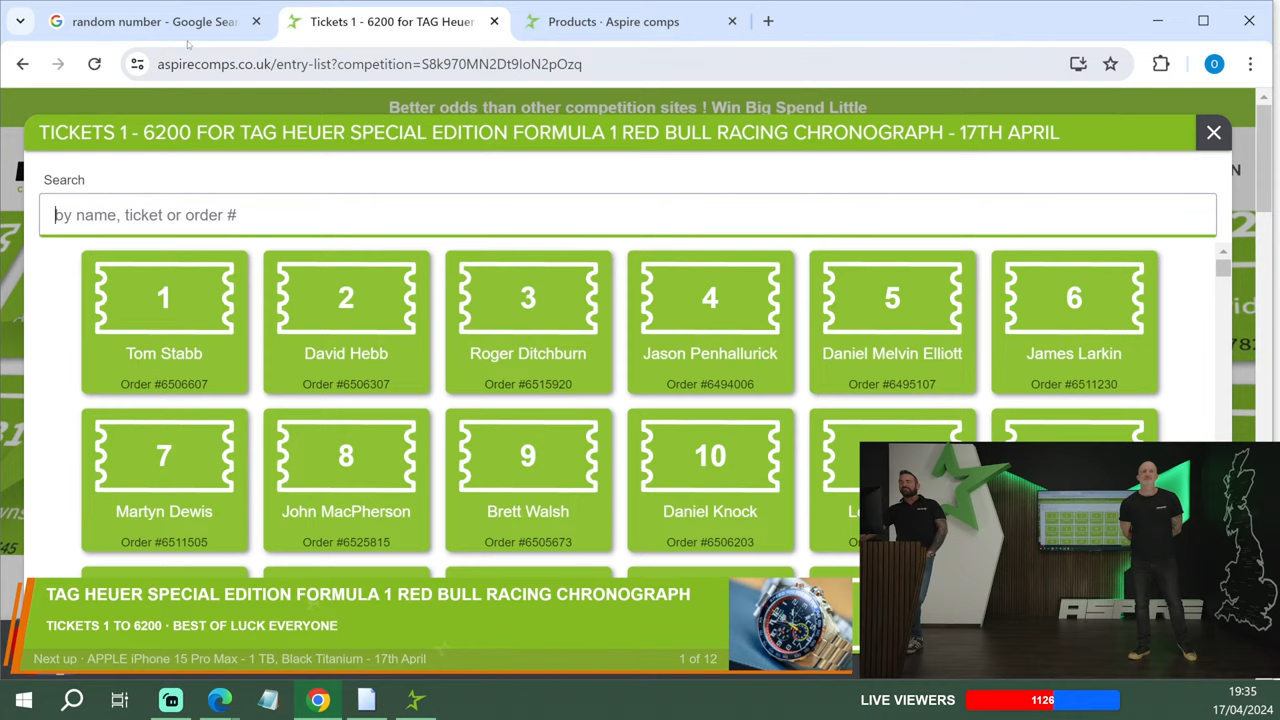 random number - Google Sear
Tickets 1 - 6200 for TAG Heuer
Products · Aspire comps
aspirecomps.co.uk/entry-list?competition=S8k970MN2Dt9IoN2pOzq
0
Better odds than other competition sites ! Win Big Spend Little
TICKETS 1 - 6200 FOR TAG HEUER SPECIAL EDITION FORMULA 1 RED BULL RACING CHRONOGRAPH - 17TH APRIL
Search
by name, ticket or order #
1 2 3 4 5 6
Tom Stabb David Hebb Roger Ditchburn Jason Penhallurick Daniel Melvin Elliott James Larkin
Order #6506607 Order #6506307 Order #6515920 Order #6494006 Order #6495107 Order #6511230
7 8 9 10
Martyn Dewis John MacPherson Brett Walsh Daniel Knock
Order #6511505 Order #6525815 Order #6505673 Order #6506203
TAG HEUER SPECIAL EDITION FORMULA 1 RED BULL RACING CHRONOGRAPH
TICKETS 1 TO 6200 · BEST OF LUCK EVERYONE
Next up · APPLE iPhone 15 Pro Max - 1 TB, Black Titanium - 17th April
1 of 12
ASPIRE
LIVE VIEWERS 1126
19:35
17/04/2024